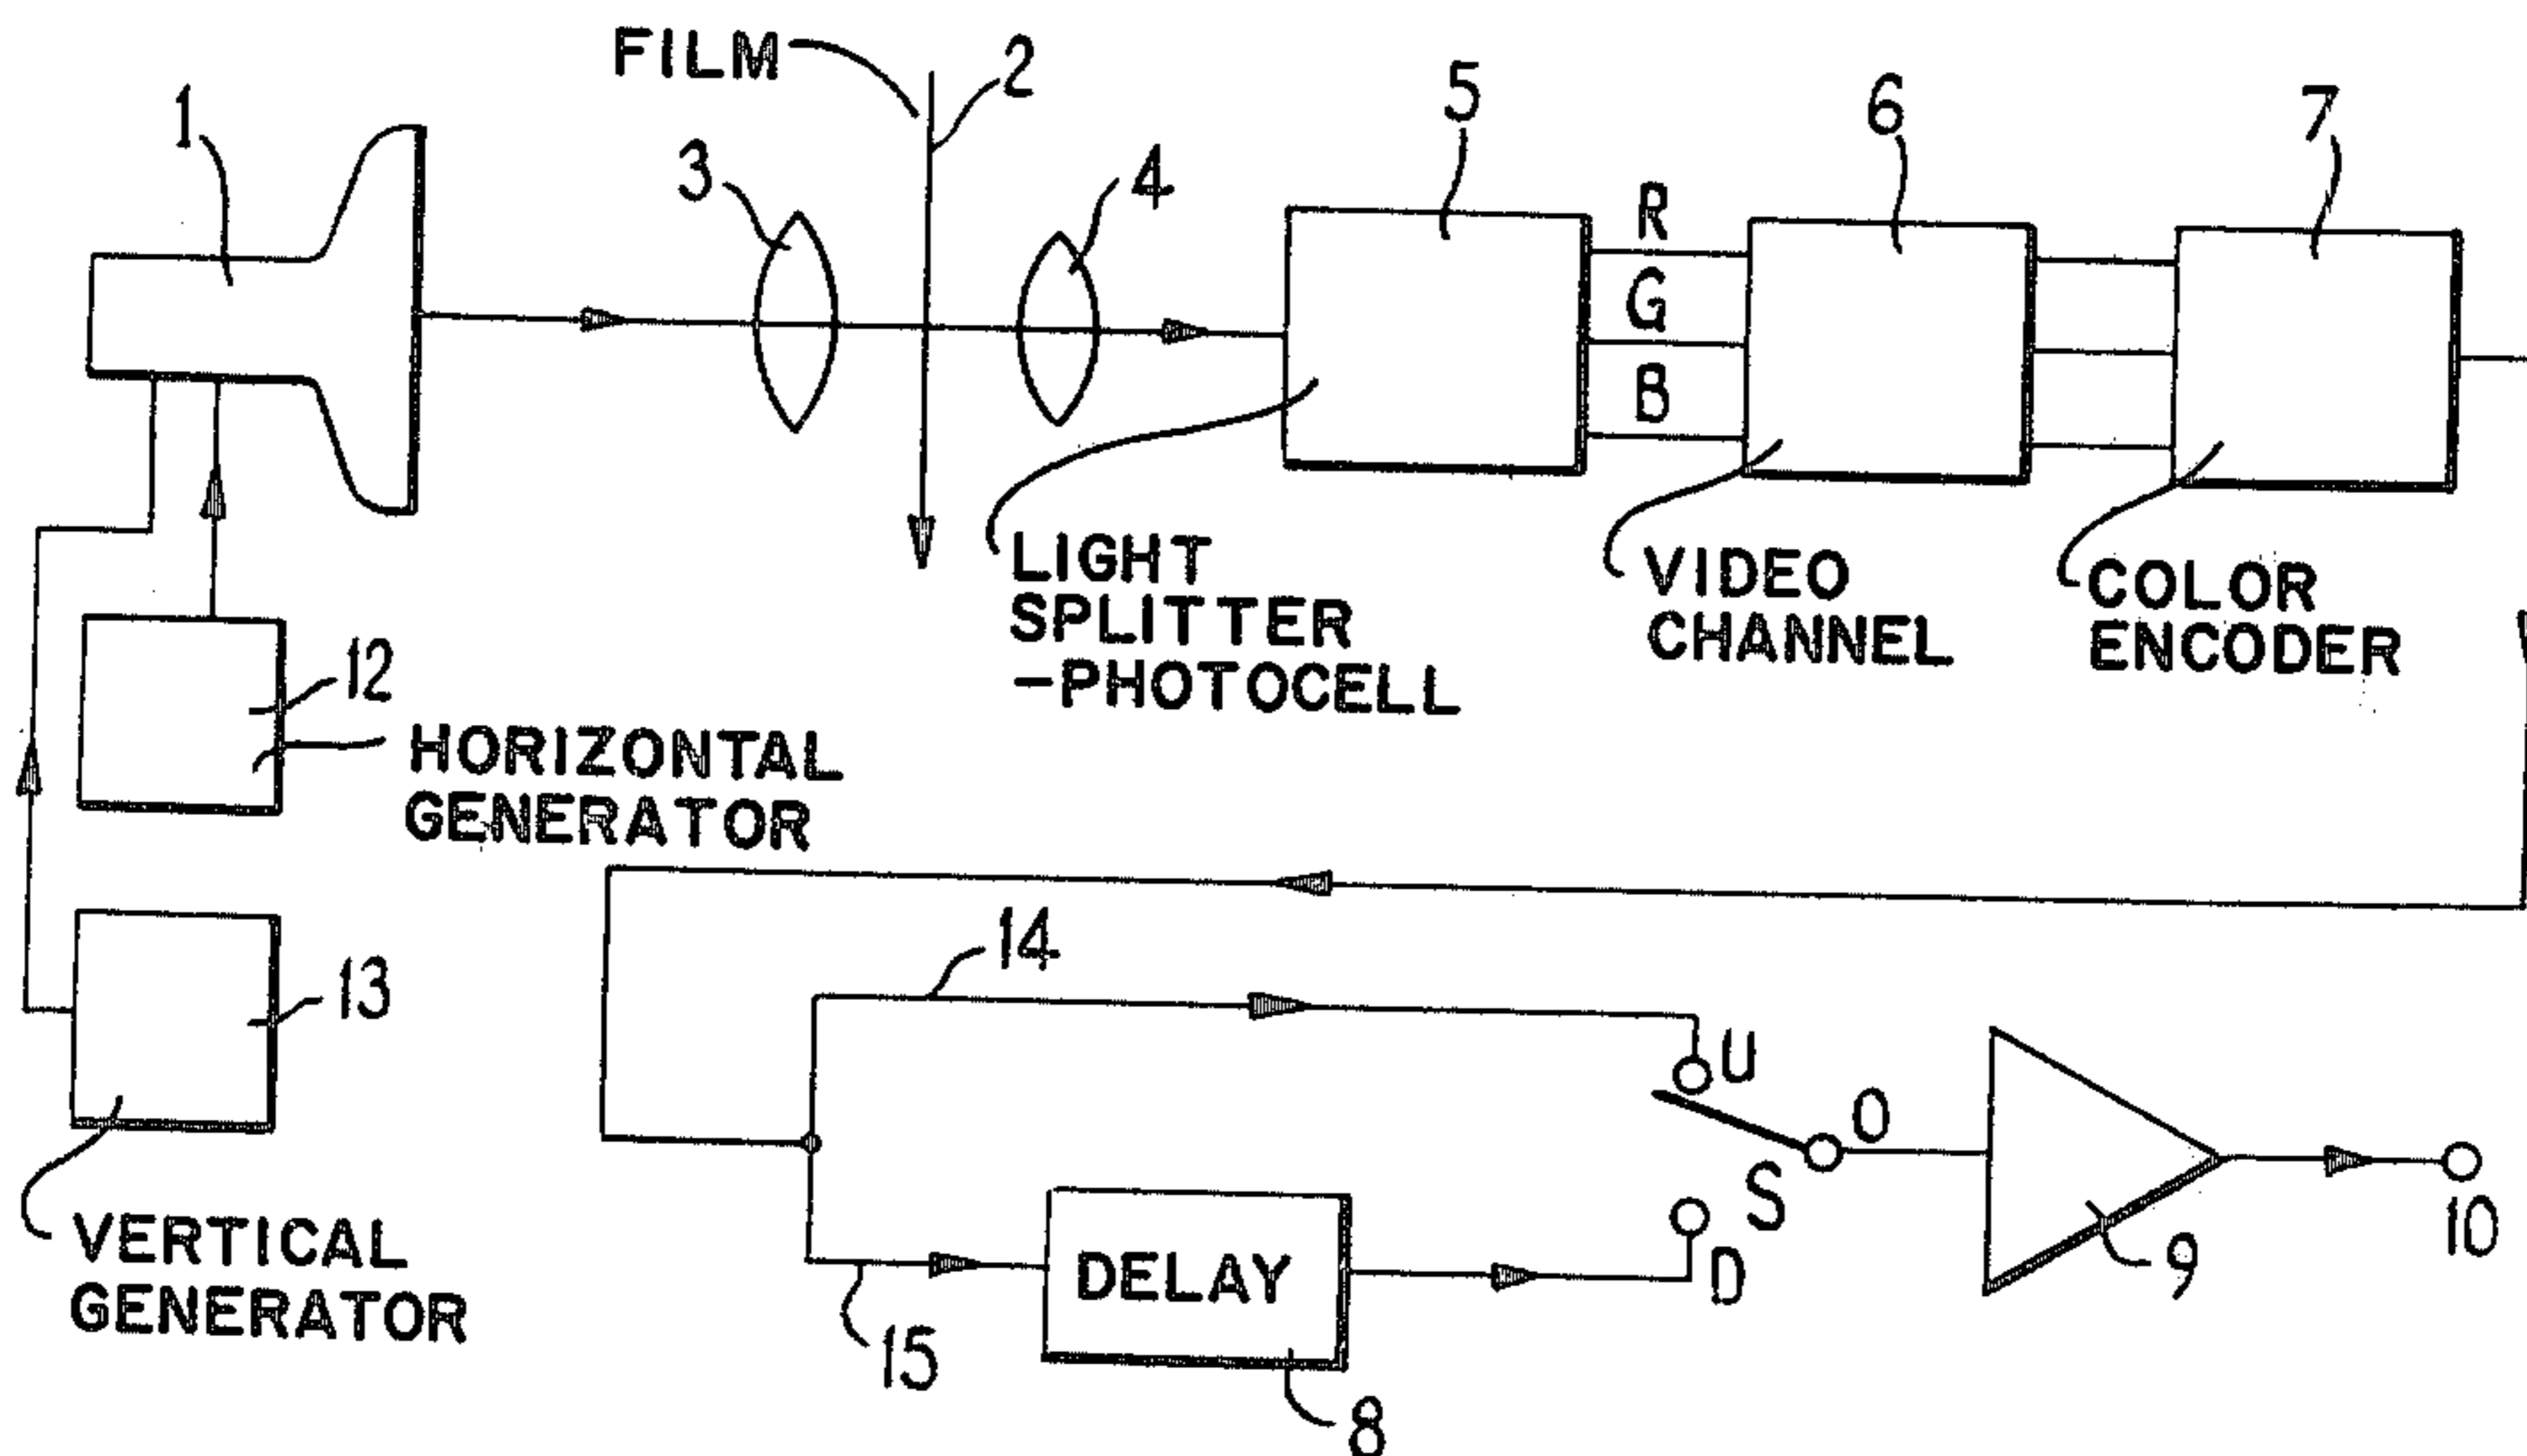 FILM
2
1
3
4
5
6
7
R
G
B
LIGHT
SPLITTER
-PHOTOCELL
VIDEO
CHANNEL
COLOR
ENCODER
12
HORIZONTAL
GENERATOR
13
VERTICAL
GENERATOR
14
U
O
S
D
DELAY
15
8
9
10